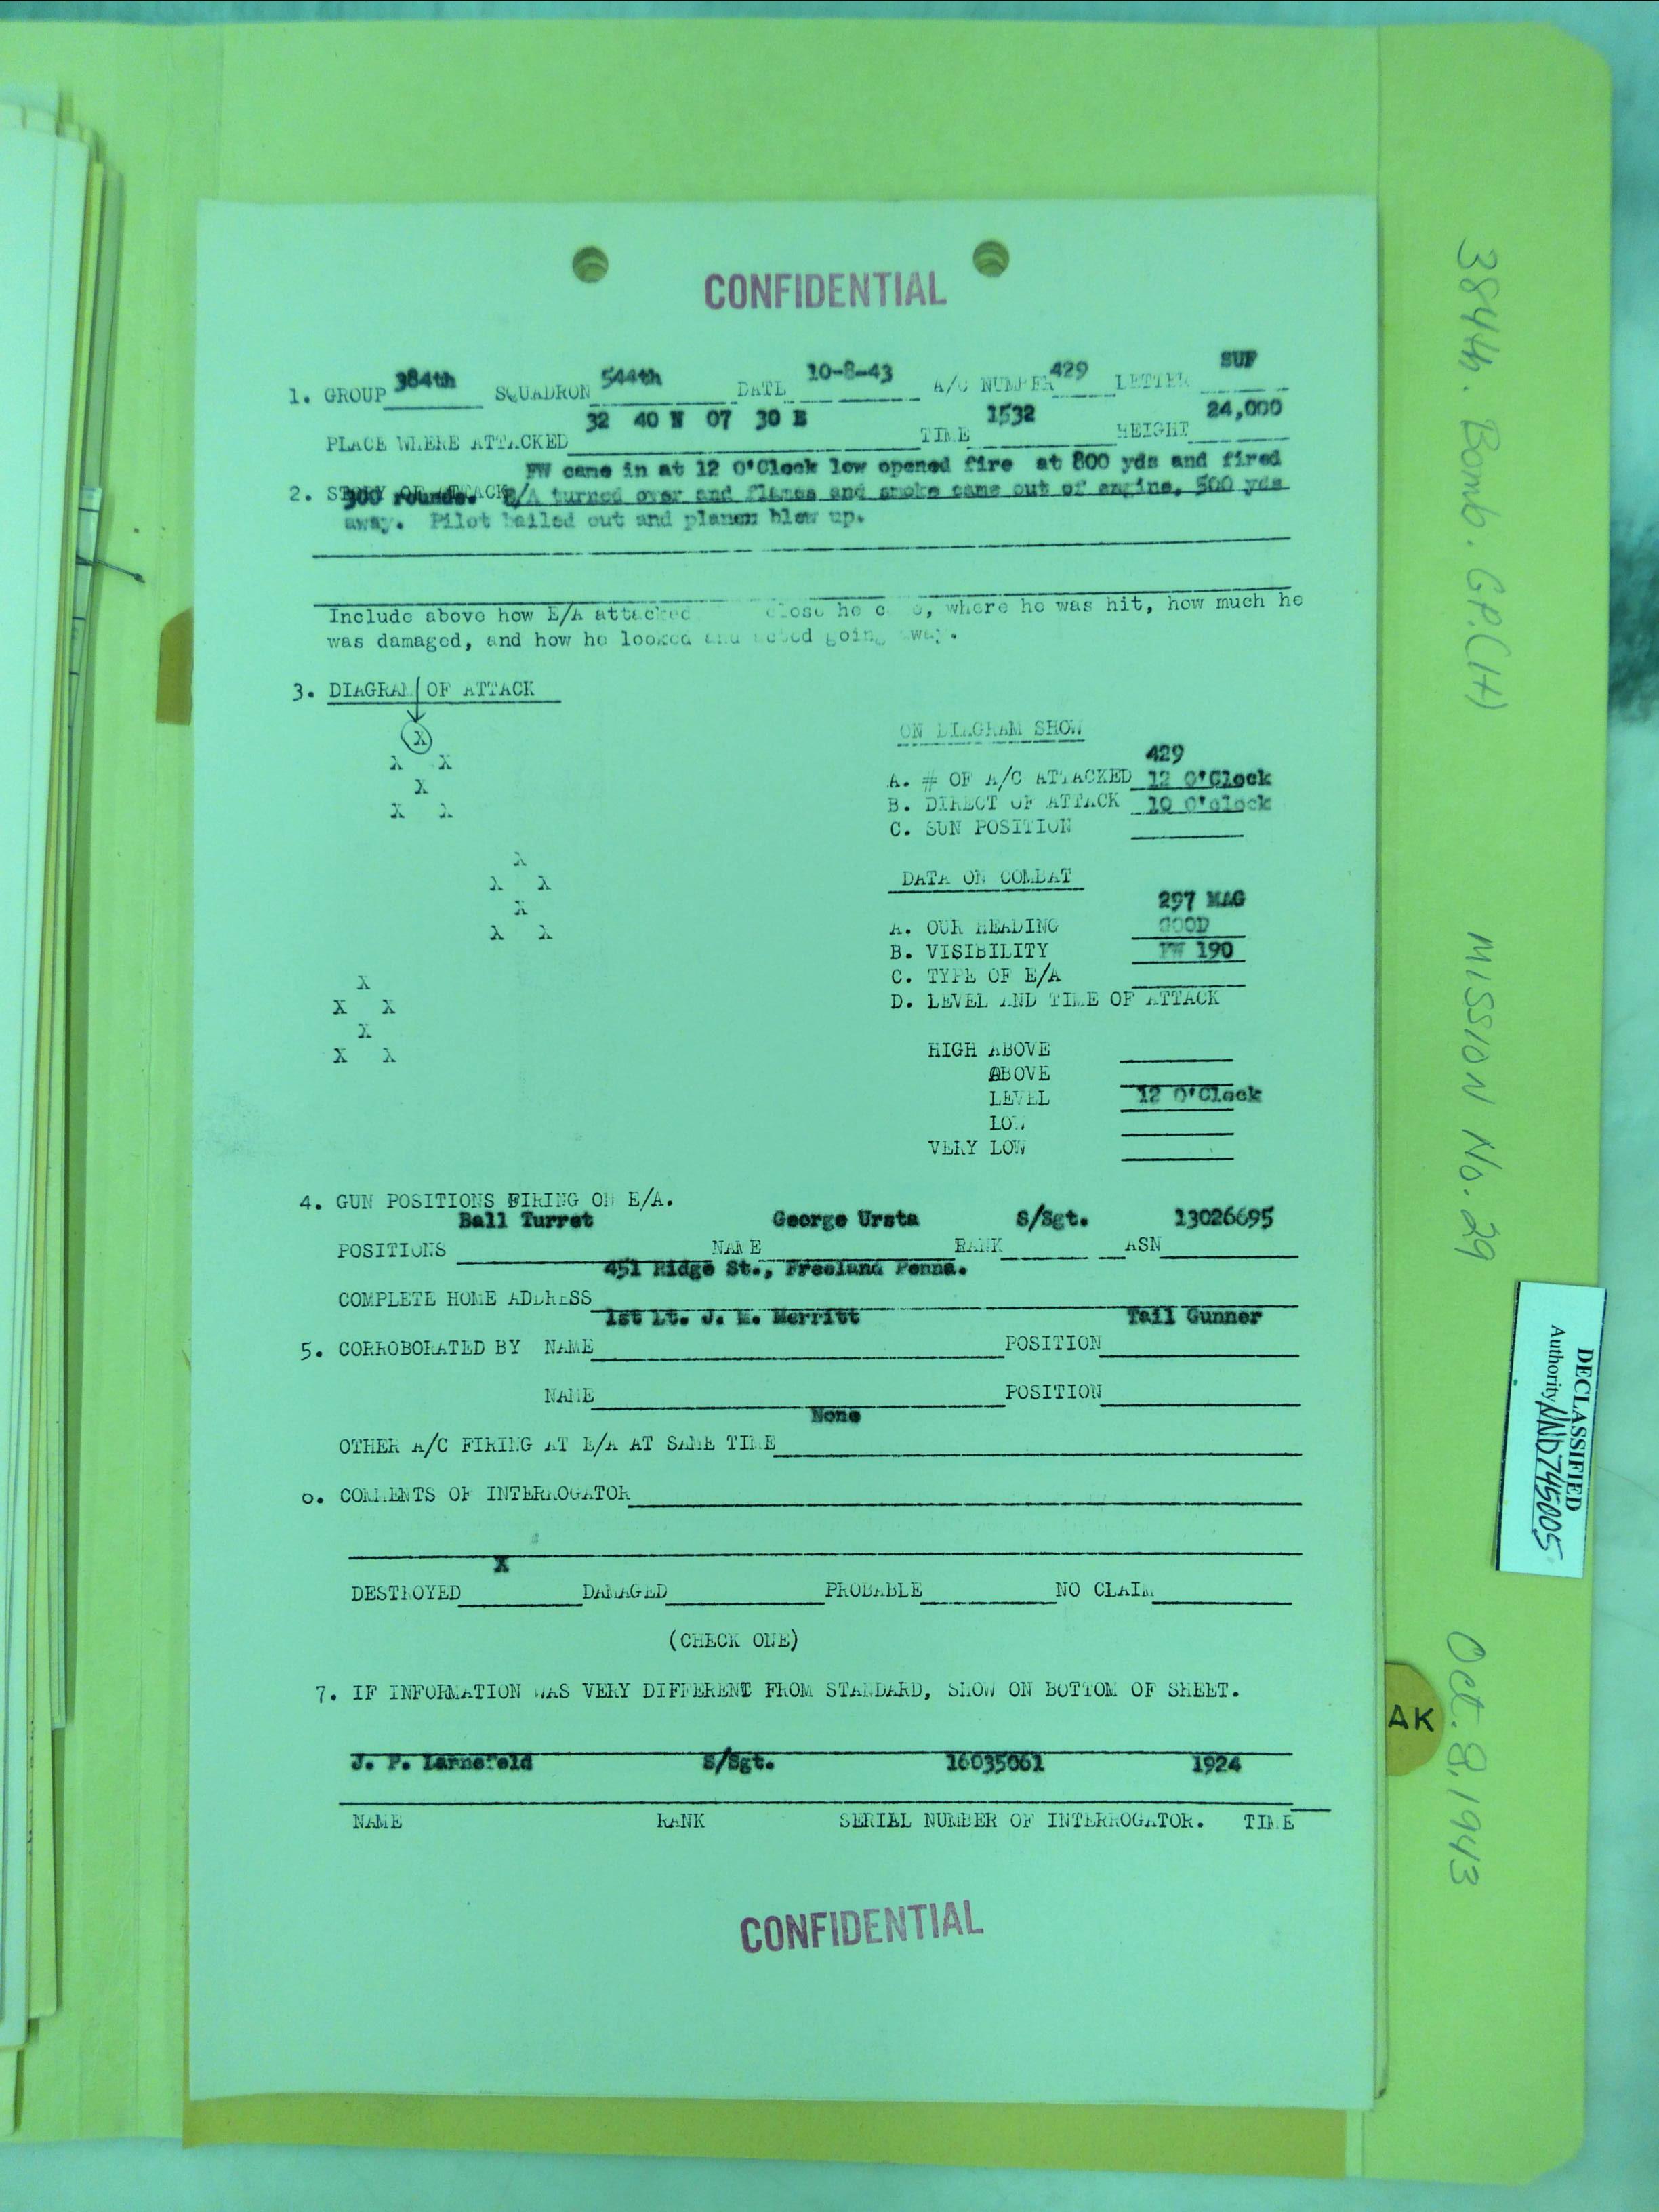 CONFIDENTIAL
1. GROUP 384th SQUADRON 544th DATE 10-8-43 A/C NUMBER 429 LETTER SUF
PLACE WHERE ATTACKED 32 40 N 07 30 E TIME 1532 HEIGHT 24,000
FW came in at 12 O'Clock low opened fire at 800 yds and fired
2. STORY OF ATTACK 300 rounds. E/A turned over and flames and smoke came out of engine, 500 yds
away. Pilot bailed out and planex blew up.
Include above how E/A attacked close he came, where he was hit, how much he
was damaged, and how he looked and acted going away.
3. DIAGRAM OF ATTACK
X
X X
X
X X
X
X X
X
X X
X
X X
X
X X
ON DIAGRAM SHOW
429
A. # OF A/C ATTACKED 12 O'Clock
B. DIRECT OF ATTACK 10 O'clock
C. SUN POSITION
DATA ON COMBAT
297 MAG
A. OUR HEADING GOOD
B. VISIBILITY FW 190
C. TYPE OF E/A
D. LEVEL AND TIME OF ATTACK
HIGH ABOVE
ABOVE
LEVEL 12 O'Clock
LOW
VERY LOW
4. GUN POSITIONS FIRING ON E/A.
Ball Turret George Ursta S/Sgt. 13026695
POSITIONS NAME RANK ASN
451 Ridge St., Freeland Penna.
COMPLETE HOME ADDRESS
1st Lt. J. E. Merritt Tail Gunner
5. CORROBORATED BY NAME POSITION
NAME POSITION
None
OTHER A/C FIRING AT E/A AT SAME TIME
6. COMMENTS OF INTERROGATOR
X
DESTROYED DAMAGED PROBABLE NO CLAIM
(CHECK ONE)
7. IF INFORMATION WAS VERY DIFFERENT FROM STANDARD, SHOW ON BOTTOM OF SHEET.
J. P. S/Sgt. 16035061 1924
NAME RANK SERIAL NUMBER OF INTERROGATOR. TIME
CONFIDENTIAL
384th. Bomb. GP.(H) MISSION No. 29 Oct. 8, 1943
DECLASSIFIED
Authority NND745005
AK